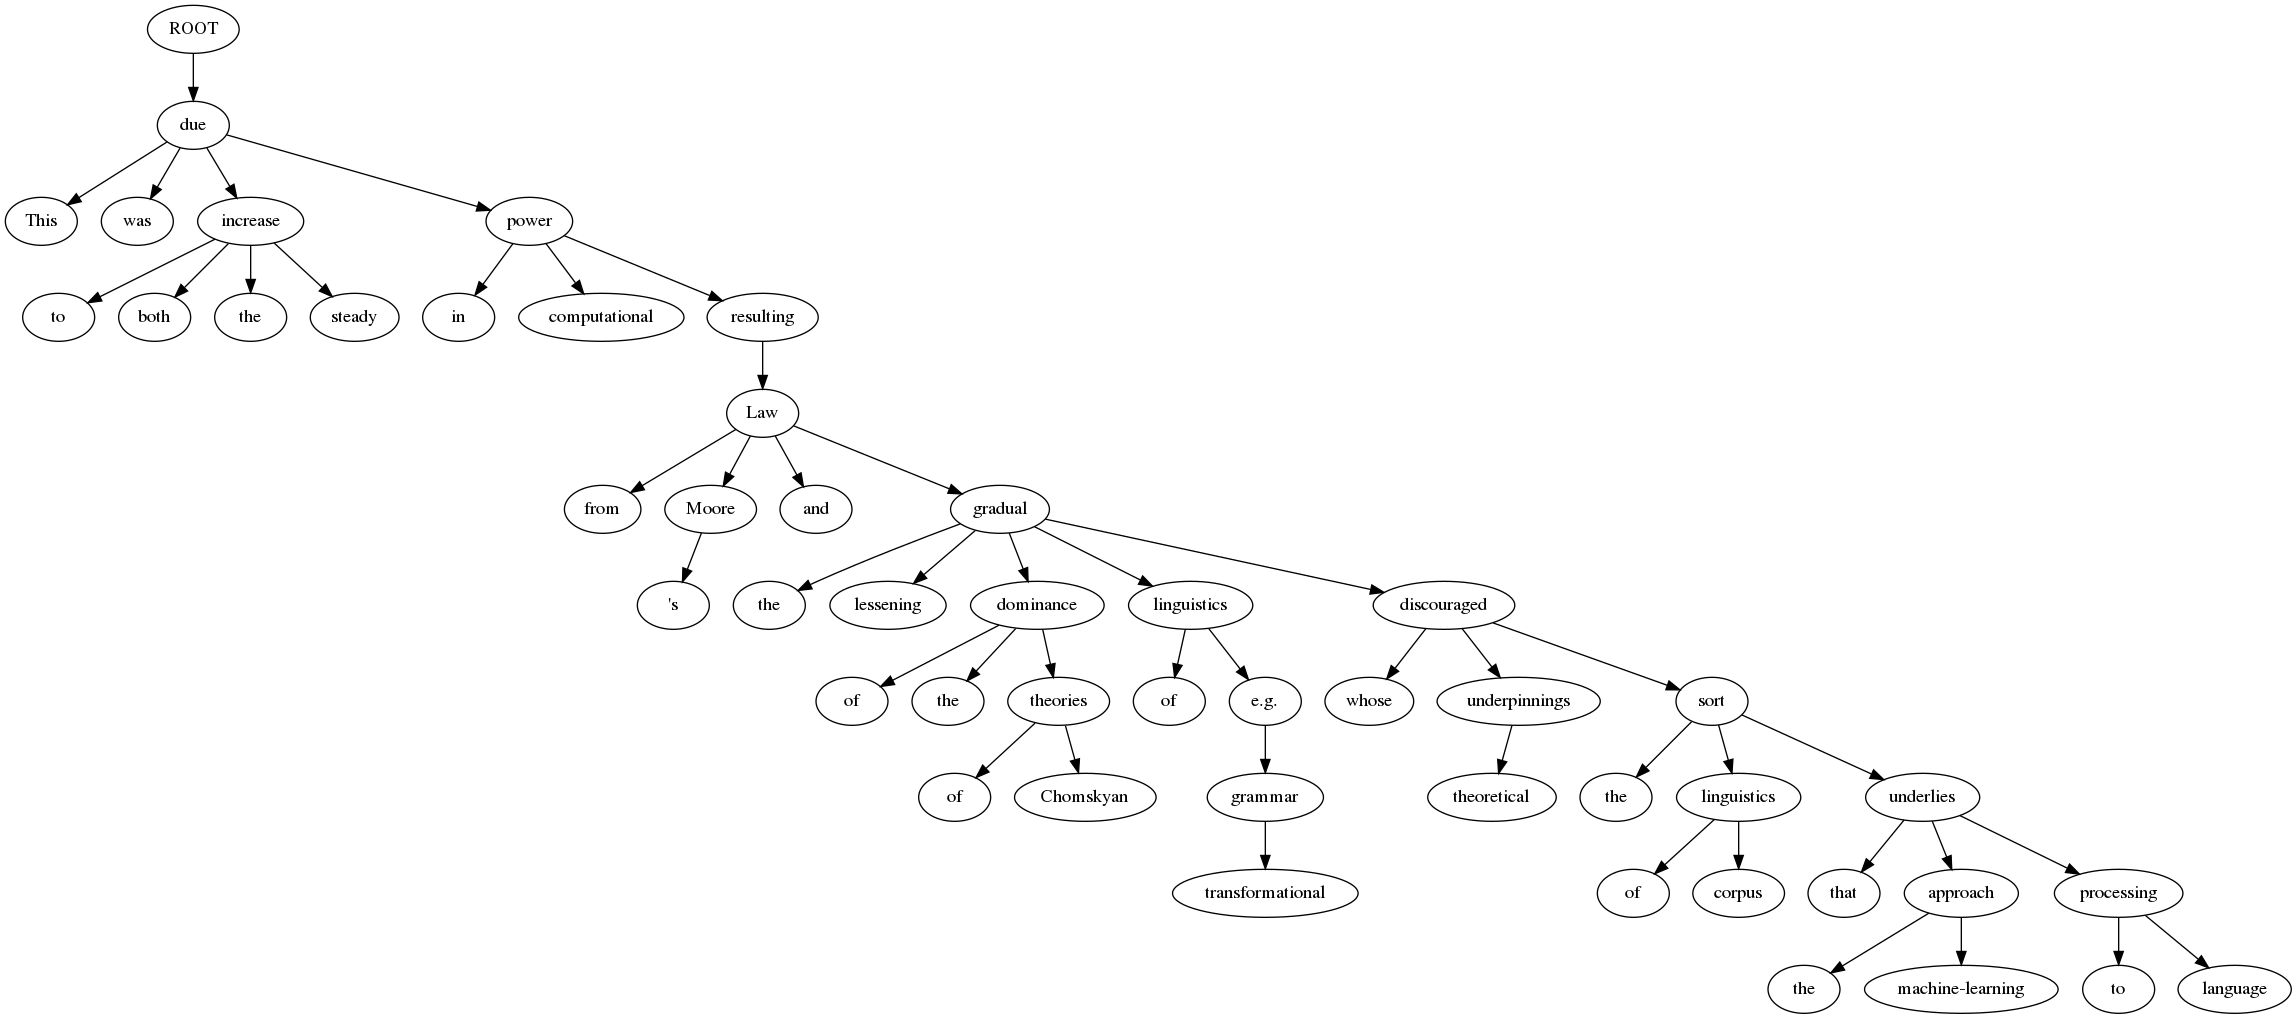 ROOT
due
This was increase power
to both the steady in computational resulting
Law
from Moore and gradual
's the lessening dominance linguistics discouraged
of the theories of e.g. whose underpinnings sort
of Chomskyan grammar theoretical the linguistics underlies
transformational of corpus that approach processing
the machine-learning to language